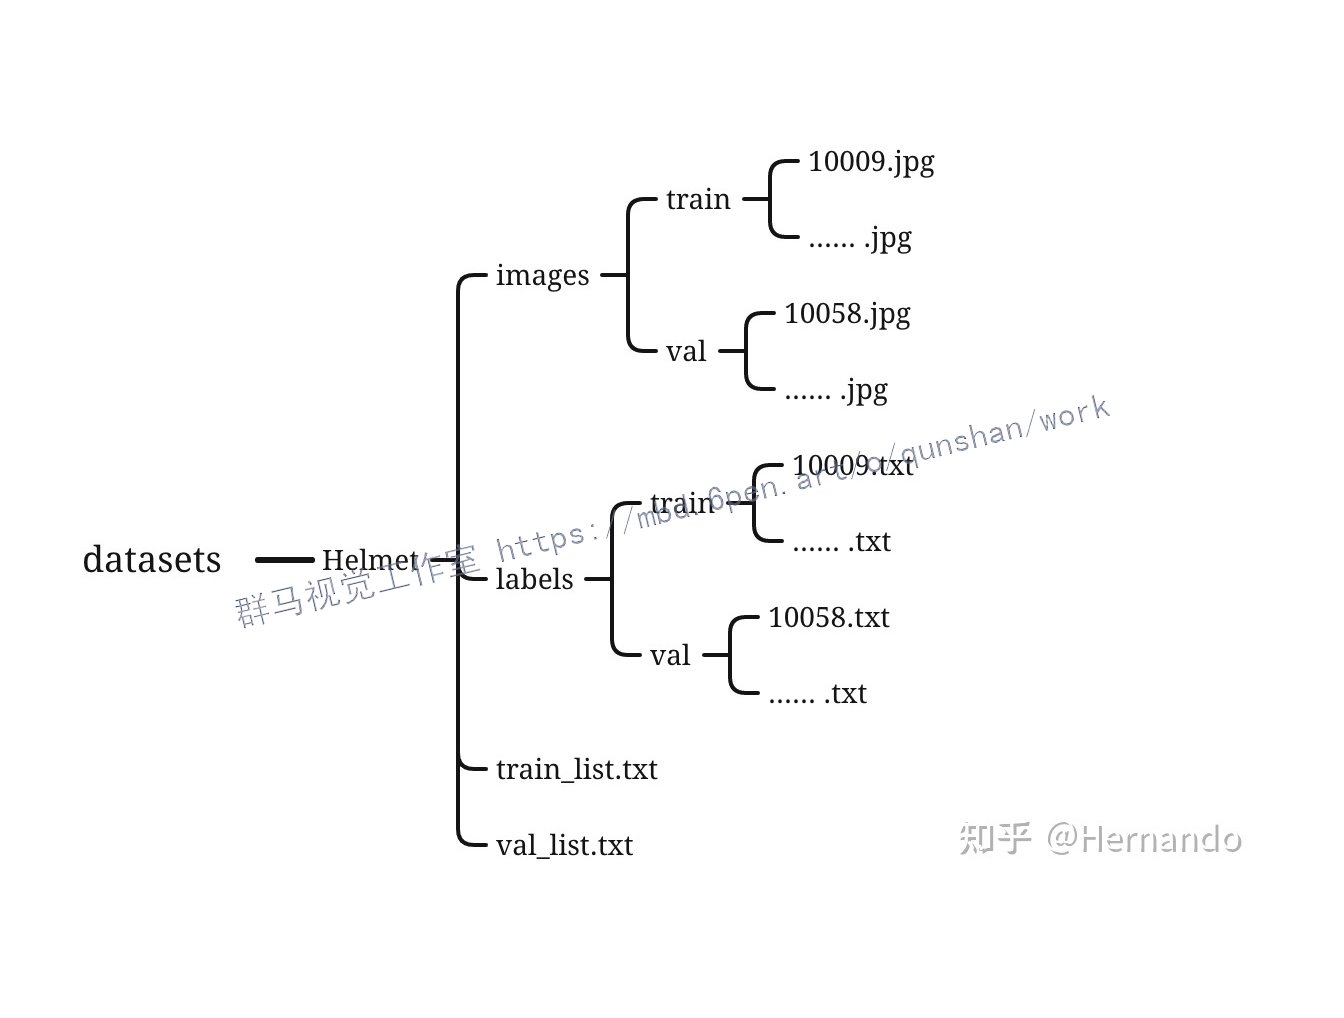 10009.jpg
train
...... .jpg
images
10058.jpg
val
...... .jpg
10009.txt
train
...... .txt
datasets
Helmet
labels
10058.txt
val
...... .txt
train_list.txt
val_list.txt
群马视觉工作室 https://mbd.6pen.art/o/qunshan/work
知乎 @Hernando